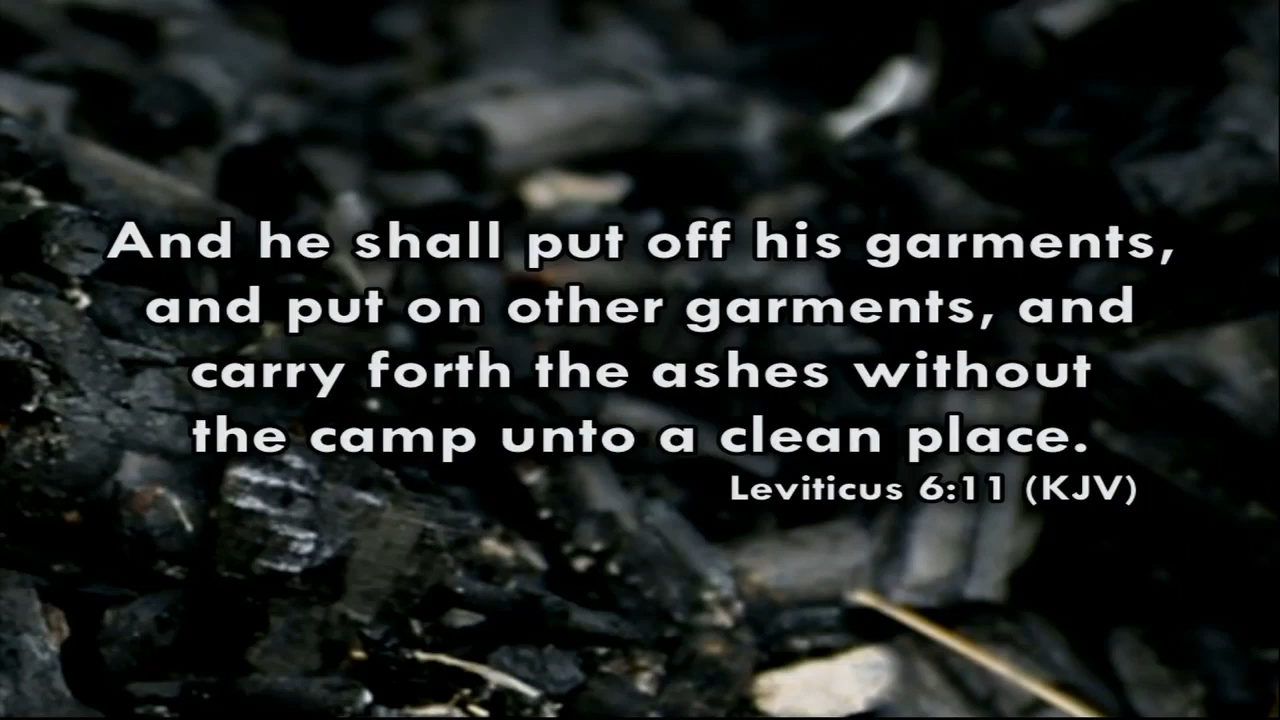 And he shall put off his garments,
and put on other garments, and
carry forth the ashes without
the camp unto a clean place.
Leviticus 6:11 (KJV)